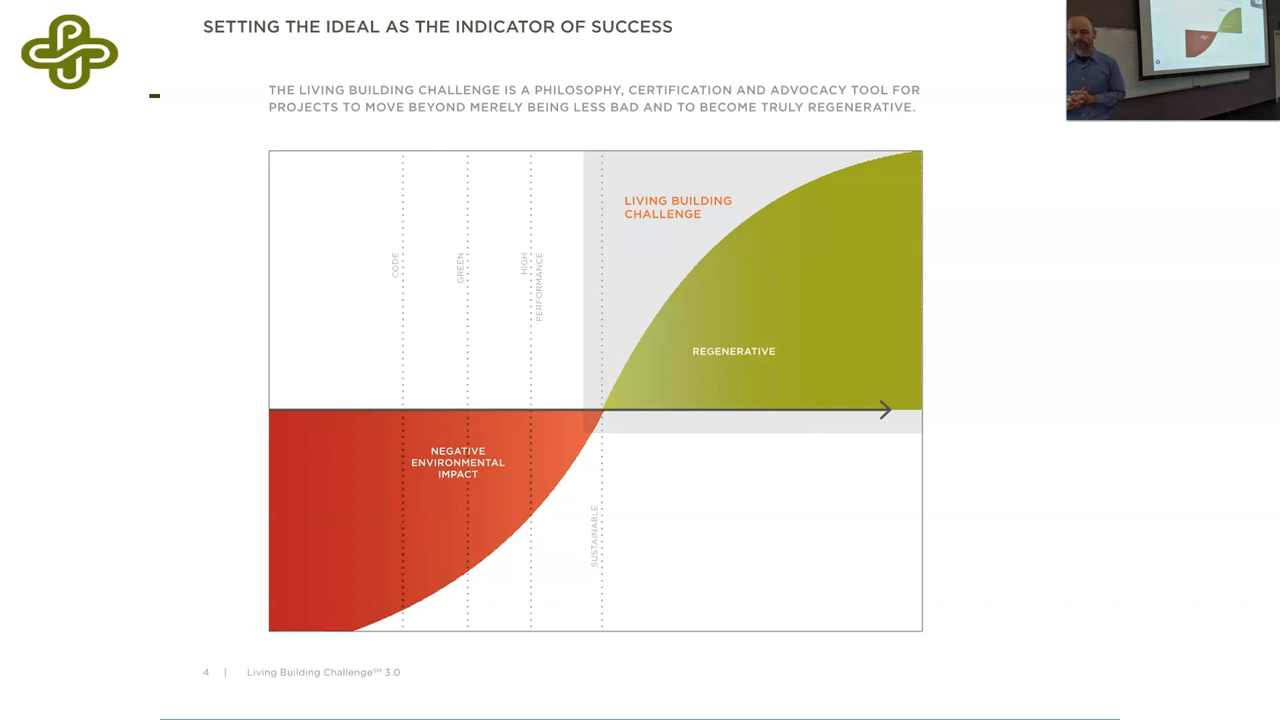 SETTING THE IDEAL AS THE INDICATOR OF SUCCESS
THE LIVING BUILDING CHALLENGE IS A PHILOSOPHY, CERTIFICATION AND ADVOCACY TOOL FOR
PROJECTS TO MOVE BEYOND MERELY BEING LESS BAD AND TO BECOME TRULY REGENERATIVE.
LIVING BUILDING
CHALLENGE
CODE
GREEN
HIGH
PERFORMANCE
REGENERATIVE
NEGATIVE
ENVIRONMENTAL
IMPACT
SUSTAINABLE
4 | Living Building Challenge℠ 3.0